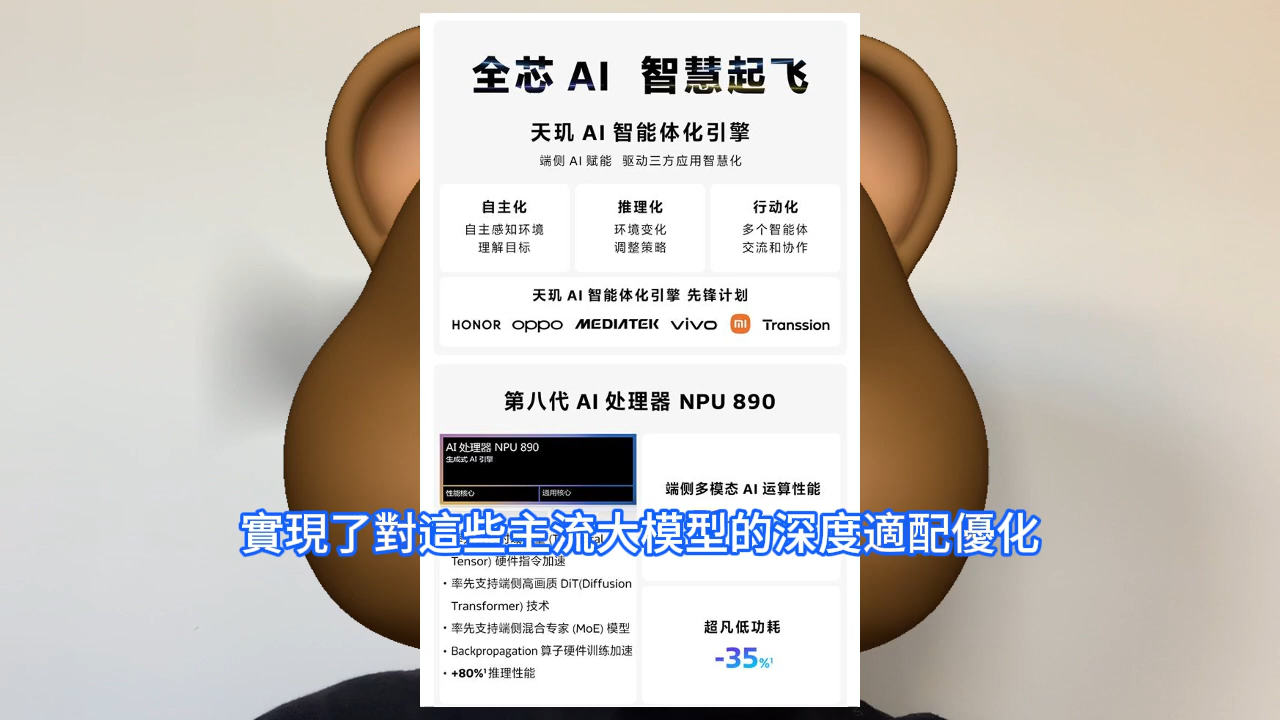 全芯 AI 智慧起飞
天玑 AI 智能体化引擎
端侧 AI 赋能 驱动三方应用智慧化
自主化
自主感知环境
理解目标
推理化
环境变化
调整策略
行动化
多个智能体
交流和协作
天玑 AI 智能体化引擎 先锋计划
HONOR oppo MEDIATEK vivo mi Transsion
第八代 AI 处理器 NPU 890
AI 处理器 NPU 890
生成式 AI 引擎
性能核心
通用核心
端侧多模态 AI 运算性能
實現了對這些主流大模型的深度適配優化
Tensor) 硬件指令加速
• 率先支持端侧高画质 DiT(Diffusion
Transformer) 技术
• 率先支持端侧混合专家 (MoE) 模型
• Backpropagation 算子硬件训练加速
• +80%¹ 推理性能
超凡低功耗
-35%¹